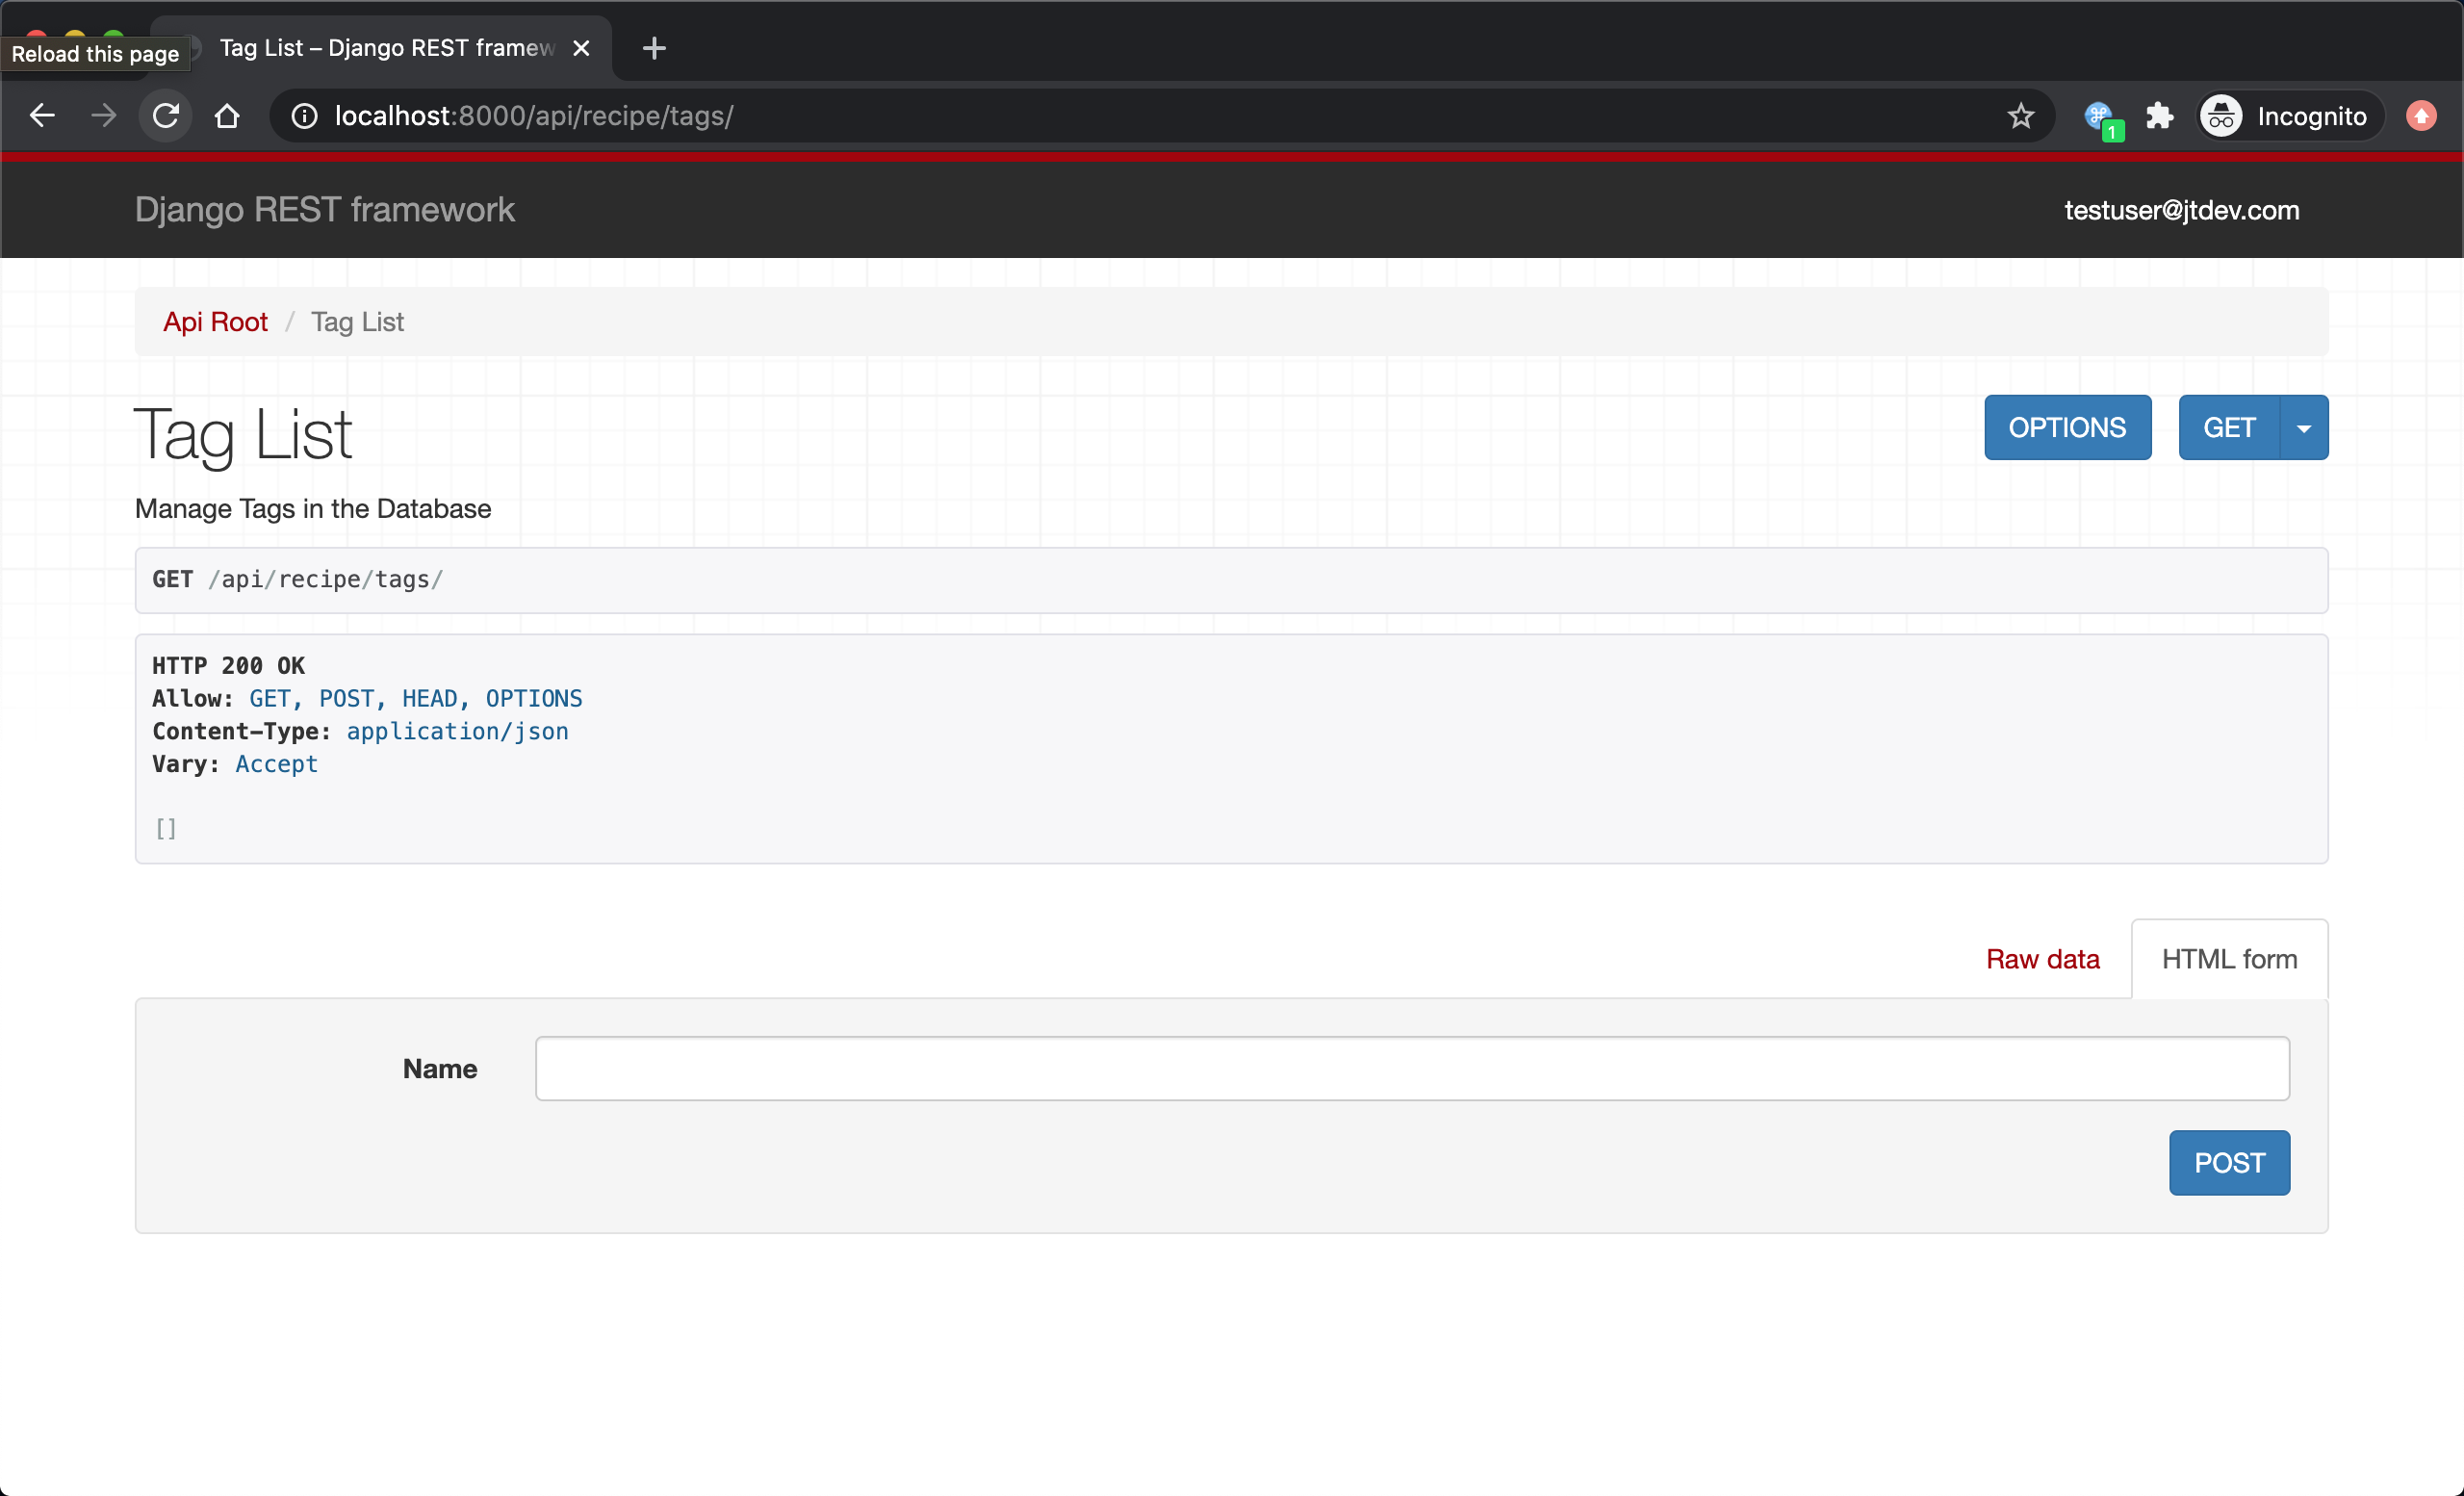 Reload this page
Tag List – Django REST framew
localhost:8000/api/recipe/tags/
1
Incognito
Django REST framework
testuser@jtdev.com
Api Root / Tag List
Tag List
OPTIONS
GET
Manage Tags in the Database
GET /api/recipe/tags/
HTTP 200 OK
Allow: GET, POST, HEAD, OPTIONS
Content-Type: application/json
Vary: Accept
[]
Raw data
HTML form
Name
POST